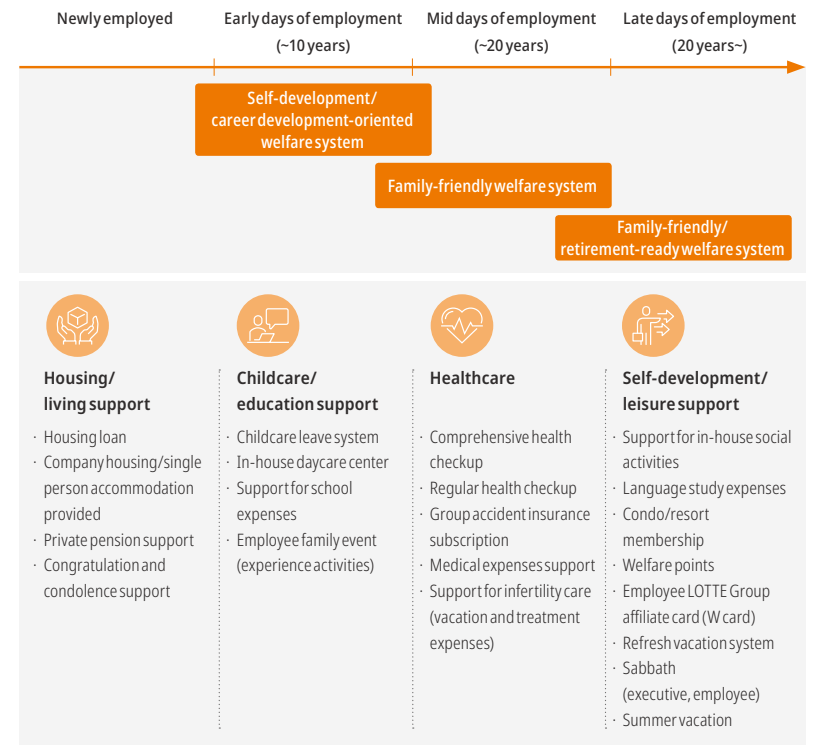 Newly employed
Early days of employment
(~10 years)
Mid days of employment
(~20 years)
Late days of employment
(20 years~)
Self-development/
career development-oriented
welfare system
Family-friendly welfare system
Family-friendly/
retirement-ready welfare system
Housing/
living support
· Housing loan
· Company housing/single
person accommodation
provided
· Private pension support
· Congratulation and
condolence support
Childcare/
education support
· Childcare leave system
· In-house daycare center
· Support for school
expenses
· Employee family event
(experience activities)
Healthcare
· Comprehensive health
checkup
· Regular health checkup
· Group accident insurance
subscription
· Medical expenses support
· Support for infertility care
(vacation and treatment
expenses)
Self-development/
leisure support
· Support for in-house social
activities
· Language study expenses
· Condo/resort
membership
· Welfare points
· Employee LOTTE Group
affiliate card (W card)
· Refresh vacation system
· Sabbath
(executive, employee)
· Summer vacation